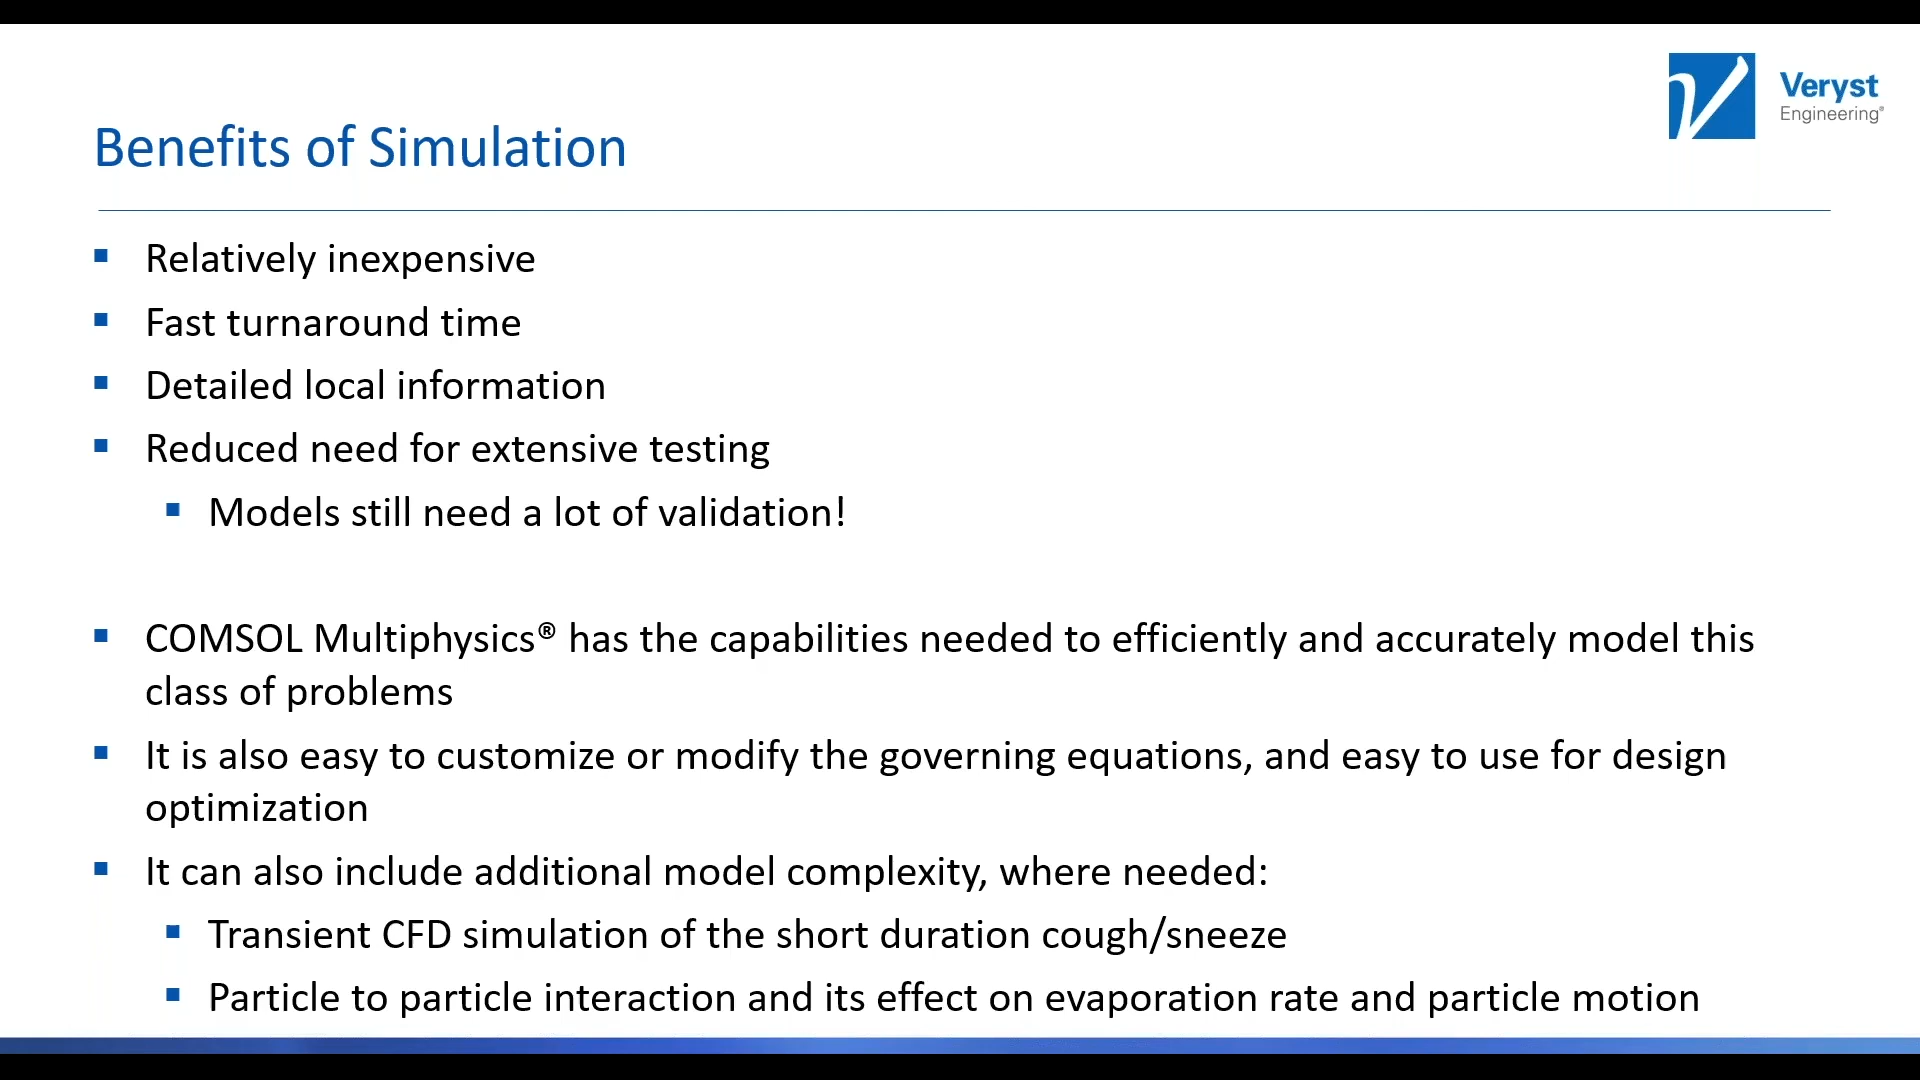 Veryst
Engineering®
Benefits of Simulation
Relatively inexpensive
Fast turnaround time
Detailed local information
Reduced need for extensive testing
Models still need a lot of validation!
COMSOL Multiphysics® has the capabilities needed to efficiently and accurately model this
class of problems
It is also easy to customize or modify the governing equations, and easy to use for design
optimization
It can also include additional model complexity, where needed:
Transient CFD simulation of the short duration cough/sneeze
Particle to particle interaction and its effect on evaporation rate and particle motion